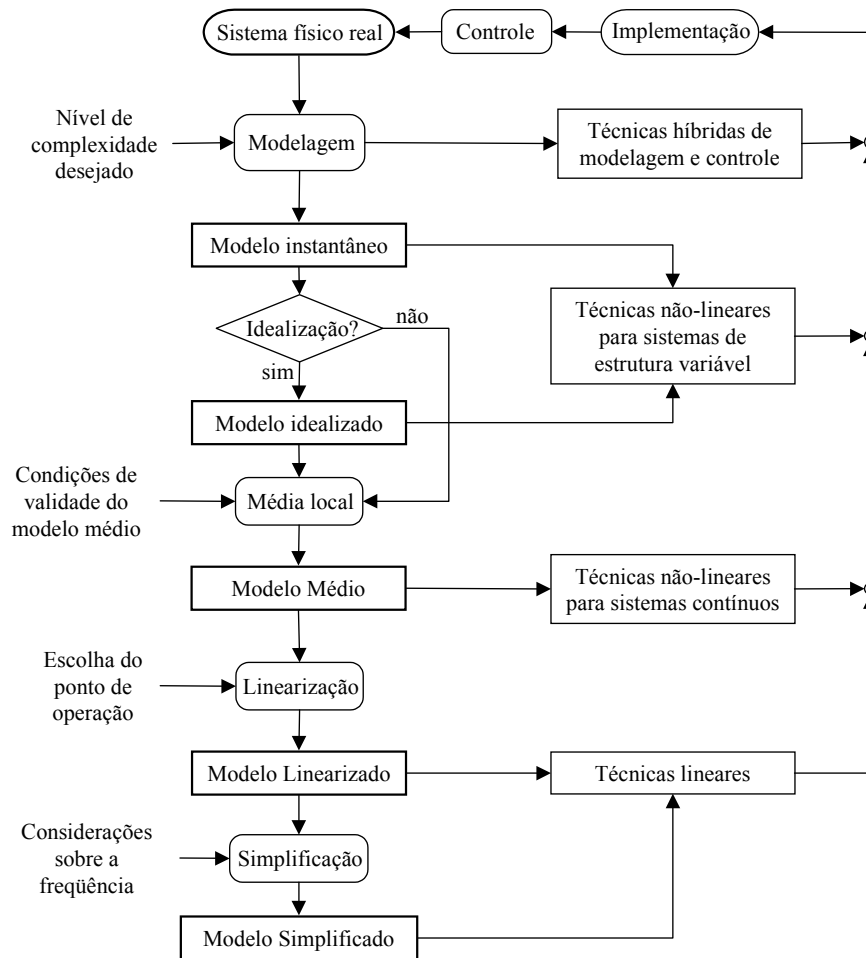 Sistema físico real
Controle
Implementação
Nível de
complexidade
desejado
Modelagem
Técnicas híbridas de
modelagem e controle
Modelo instantâneo
Idealização?
não
sim
Técnicas não-lineares
para sistemas de
estrutura variável
Modelo idealizado
Condições de
validade do
modelo médio
Média local
Modelo Médio
Técnicas não-lineares
para sistemas contínuos
Escolha do
ponto de
operação
Linearização
Modelo Linearizado
Técnicas lineares
Considerações
sobre a
freqüência
Simplificação
Modelo Simplificado